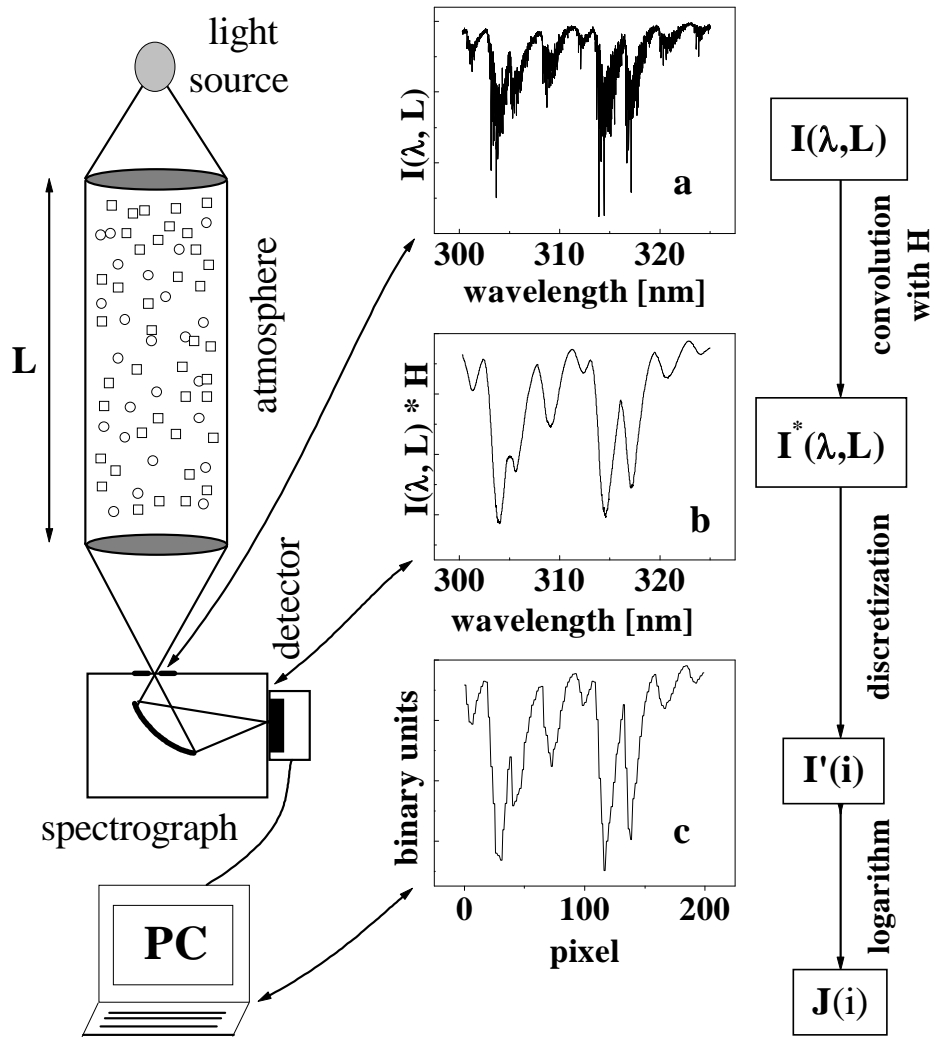 light
source
L
atmosphere
detector
spectrograph
PC
I(λ, L)
a
300 310 320
wavelength [nm]
I(λ, L) * H
b
300 310 320
wavelength [nm]
binary units
c
0 100 200
pixel
I(λ,L)
convolution
with H
I*(λ,L)
discretization
I'(i)
logarithm
J(i)